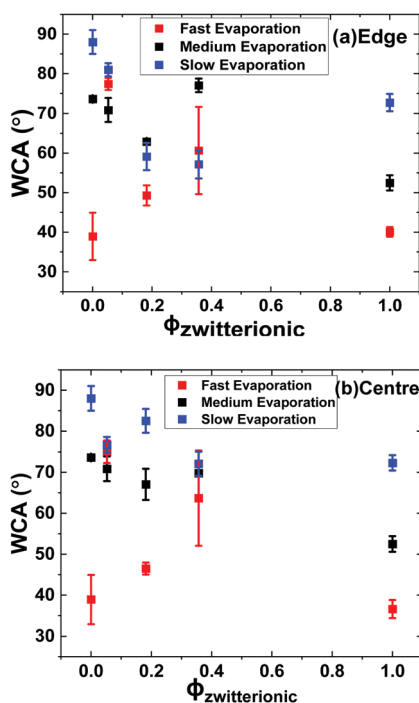 (a)Edge
Fast Evaporation
Medium Evaporation
Slow Evaporation
90
80
70
60
50
40
30
WCA (°)
0.0 0.2 0.4 0.6 0.8 1.0
Φzwitterionic
(b)Centre
Fast Evaporation
Medium Evaporation
Slow Evaporation
90
80
70
60
50
40
30
WCA (°)
0.0 0.2 0.4 0.6 0.8 1.0
Φzwitterionic